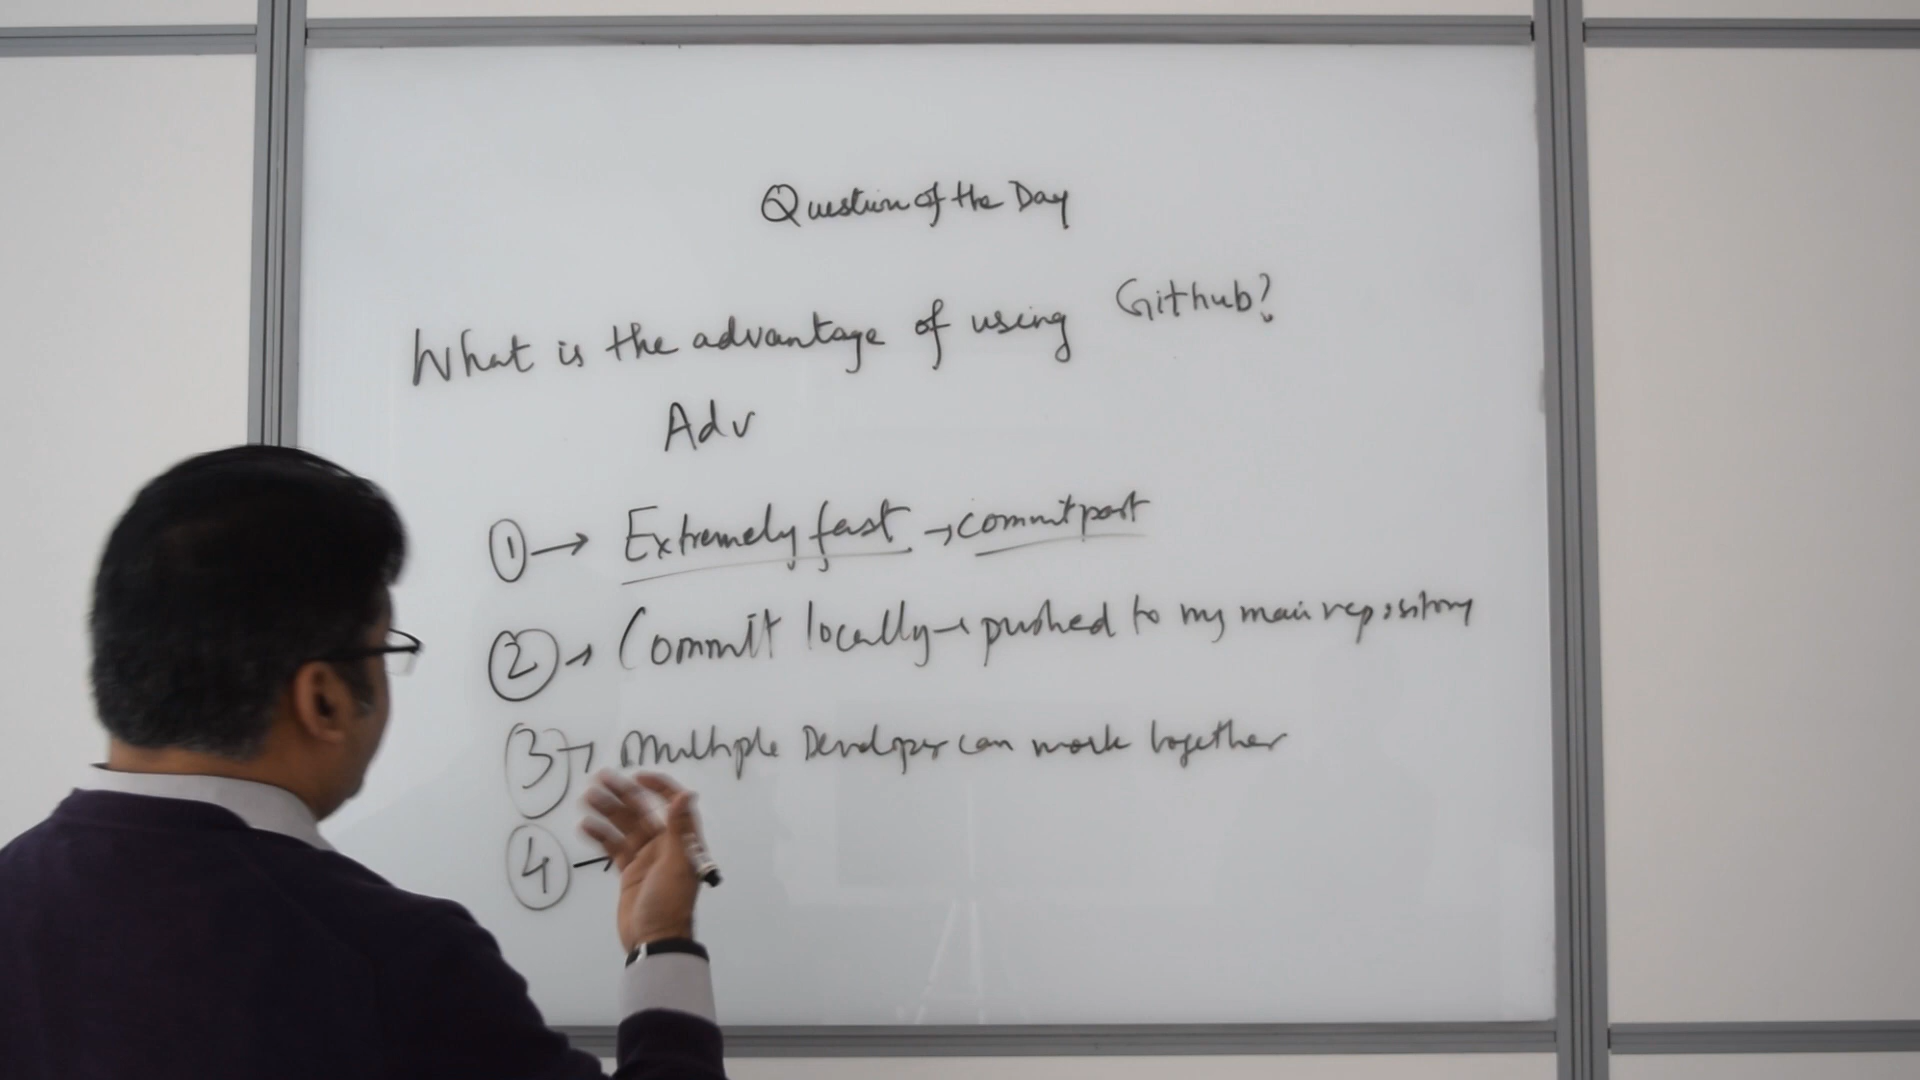 Question of the Day
What is the advantage of using Github?
Adv
① → Extremely fast → commit part
② → Commit locally → pushed to my main repository
③ → Multiple Developer can work together
④ →